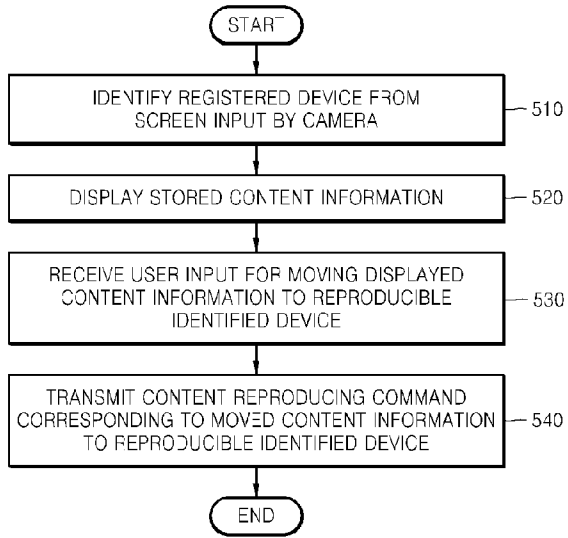 START
IDENTIFY REGISTERED DEVICE FROM
SCREEN INPUT BY CAMERA
510
DISPLAY STORED CONTENT INFORMATION
520
RECEIVE USER INPUT FOR MOVING DISPLAYED
CONTENT INFORMATION TO REPRODUCIBLE
IDENTIFIED DEVICE
530
TRANSMIT CONTENT REPRODUCING COMMAND
CORRESPONDING TO MOVED CONTENT INFORMATION
TO REPRODUCIBLE IDENTIFIED DEVICE
540
END